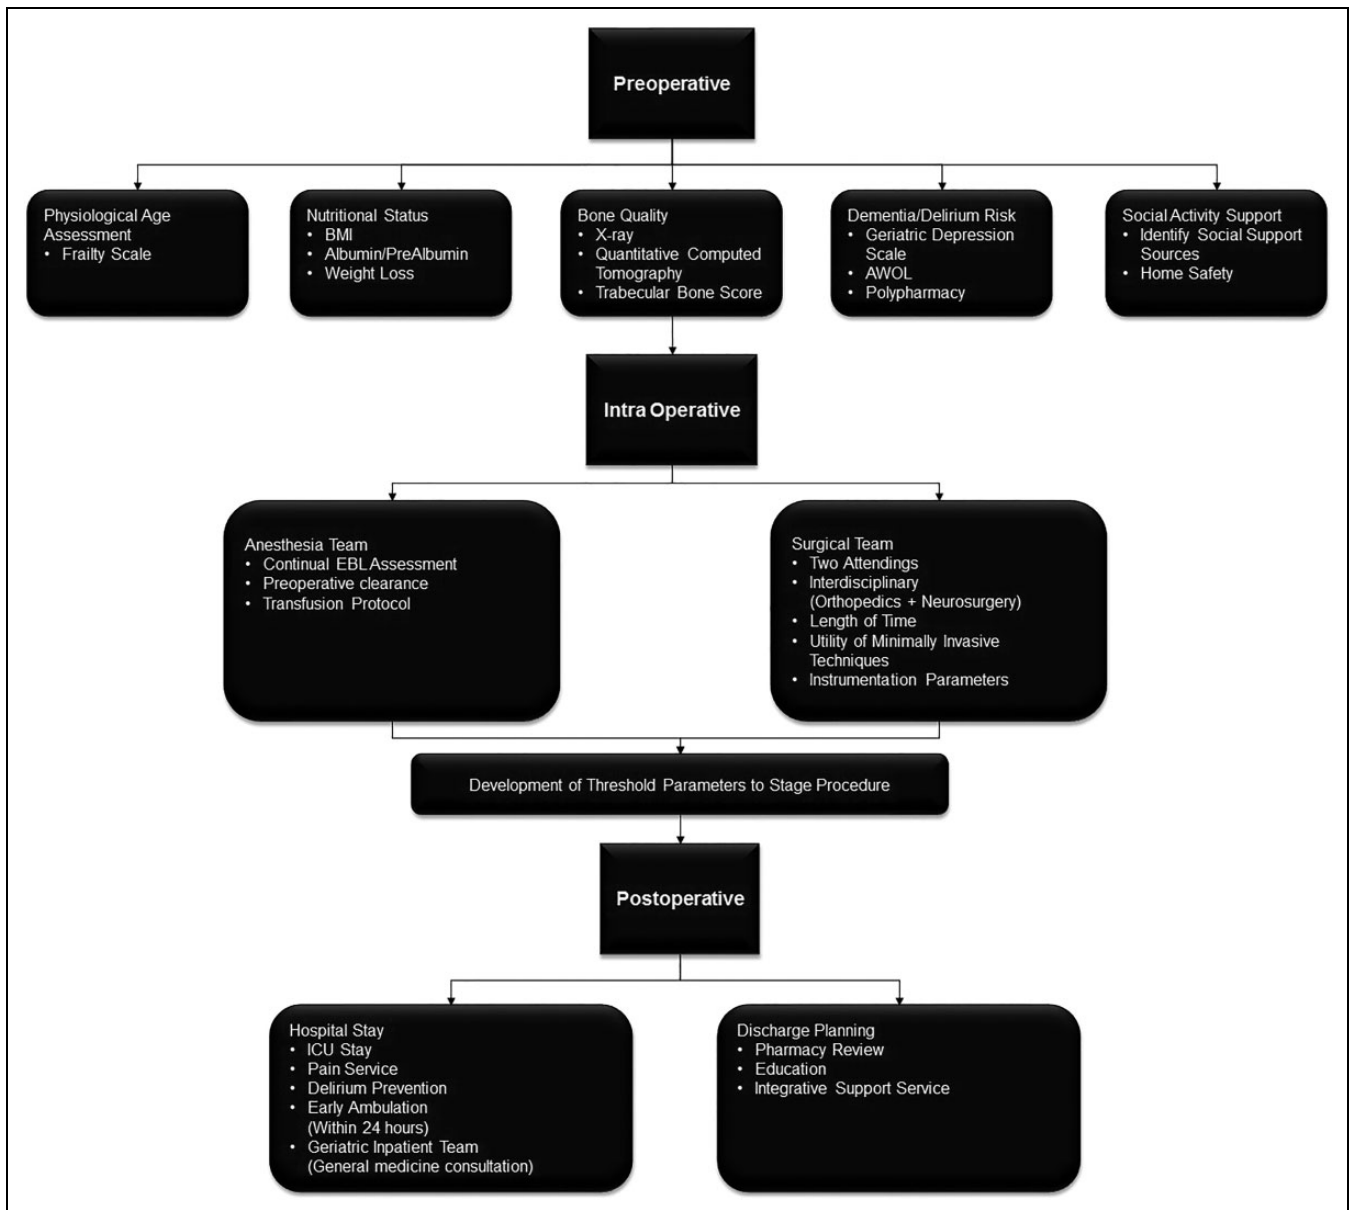 Preoperative
Physiological Age
Assessment
• Frailty Scale
Nutritional Status
• BMI
• Albumin/PreAlbumin
• Weight Loss
Bone Quality
• X-ray
• Quantitative Computed
Tomography
• Trabecular Bone Score
Dementia/Delirium Risk
• Geriatric Depression
Scale
• AWOL
• Polypharmacy
Social Activity Support
• Identify Social Support
Sources
• Home Safety
Intra Operative
Anesthesia Team
• Continual EBL Assessment
• Preoperative clearance
• Transfusion Protocol
Surgical Team
• Two Attendings
• Interdisciplinary
(Orthopedics + Neurosurgery)
• Length of Time
• Utility of Minimally Invasive
Techniques
• Instrumentation Parameters
Development of Threshold Parameters to Stage Procedure
Postoperative
Hospital Stay
• ICU Stay
• Pain Service
• Delirium Prevention
• Early Ambulation
(Within 24 hours)
• Geriatric Inpatient Team
(General medicine consultation)
Discharge Planning
• Pharmacy Review
• Education
• Integrative Support Service